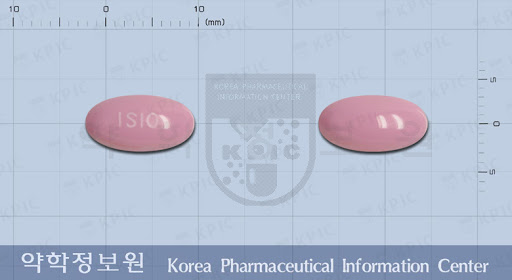 10 0 10 (mm)
KOREA PHARMACEUTICAL
INFORMATION CENTER
5
ISI0
0
KPIC
5
약학정보원 Korea Pharmaceutical Information Center